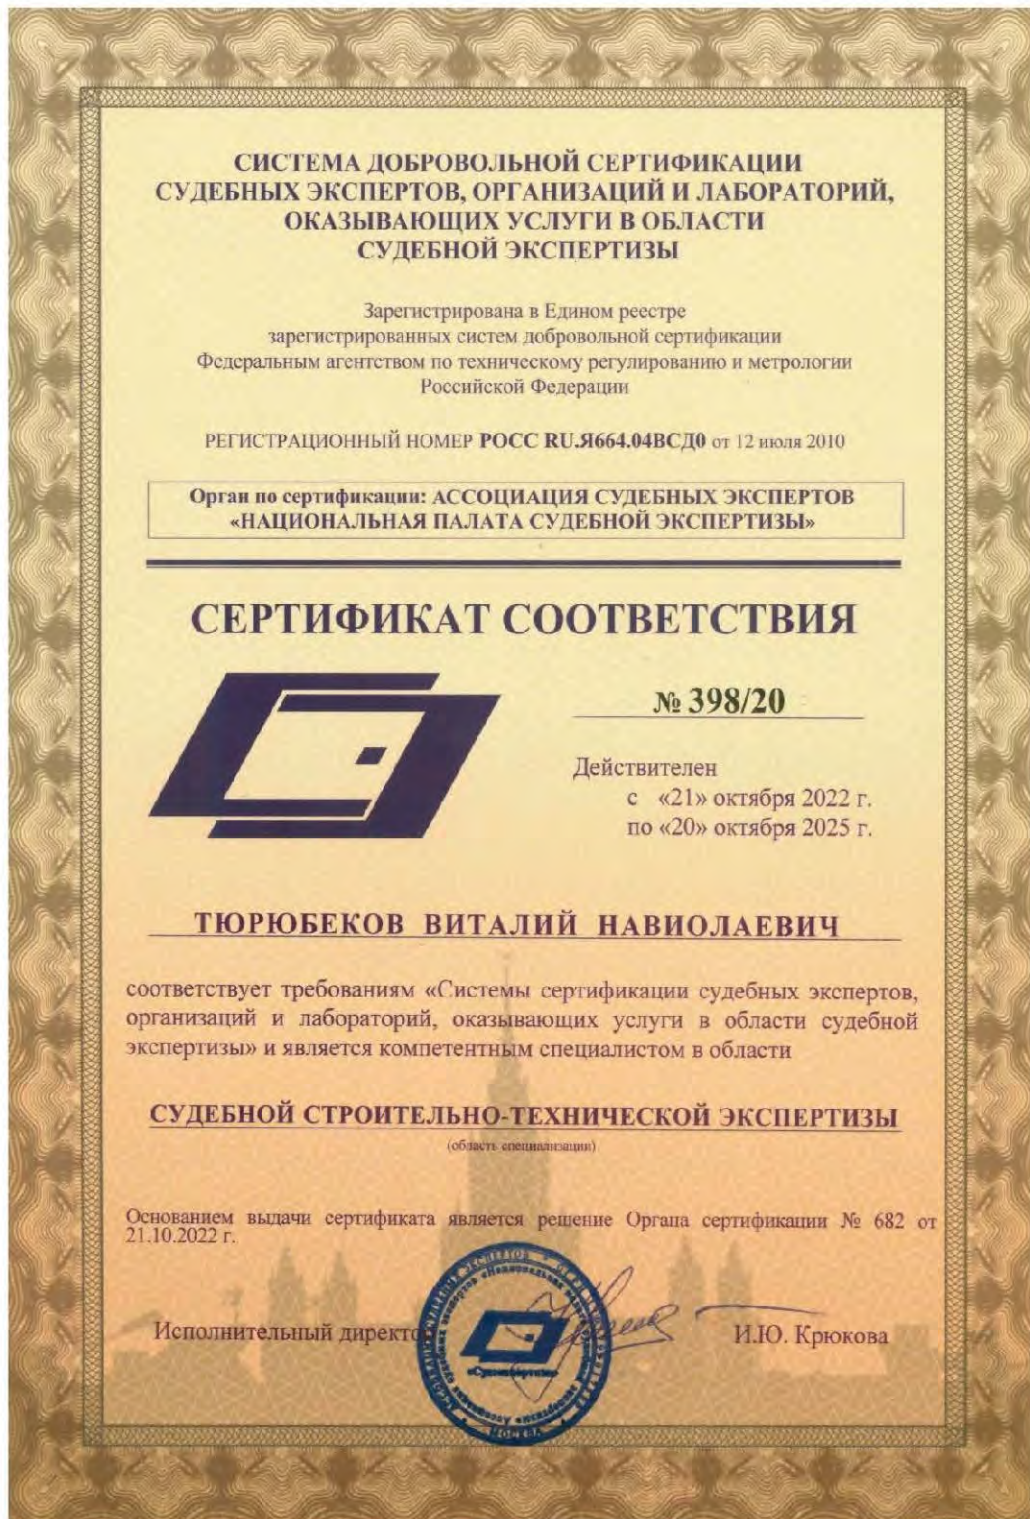 СИСТЕМА ДОБРОВОЛЬНОЙ СЕРТИФИКАЦИИ
СУДЕБНЫХ ЭКСПЕРТОВ, ОРГАНИЗАЦИЙ И ЛАБОРАТОРИЙ,
ОКАЗЫВАЮЩИХ УСЛУГИ В ОБЛАСТИ
СУДЕБНОЙ ЭКСПЕРТИЗЫ
Зарегистрирована в Едином реестре
зарегистрированных систем добровольной сертификации
Федеральным агентством по техническому регулированию и метрологии
Российской Федерации
РЕГИСТРАЦИОННЫЙ НОМЕР РОСС RU.Я664.04ВСД0 от 12 июля 2010
Орган по сертификации: АССОЦИАЦИЯ СУДЕБНЫХ ЭКСПЕРТОВ
«НАЦИОНАЛЬНАЯ ПАЛАТА СУДЕБНОЙ ЭКСПЕРТИЗЫ»
СЕРТИФИКАТ СООТВЕТСТВИЯ
№ 398/20
Действителен
с «21» октября 2022 г.
по «20» октября 2025 г.
ТЮРЮБЕКОВ ВИТАЛИЙ НАВИОЛАЕВИЧ
соответствует требованиям «Системы сертификации судебных экспертов,
организаций и лабораторий, оказывающих услуги в области судебной
экспертизы» и является компетентным специалистом в области
СУДЕБНОЙ СТРОИТЕЛЬНО-ТЕХНИЧЕСКОЙ ЭКСПЕРТИЗЫ
(область специализации)
Основанием выдачи сертификата является решение Органа сертификации № 682 от
21.10.2022 г.
Исполнительный директор
И.Ю. Крюкова
МОСКВА